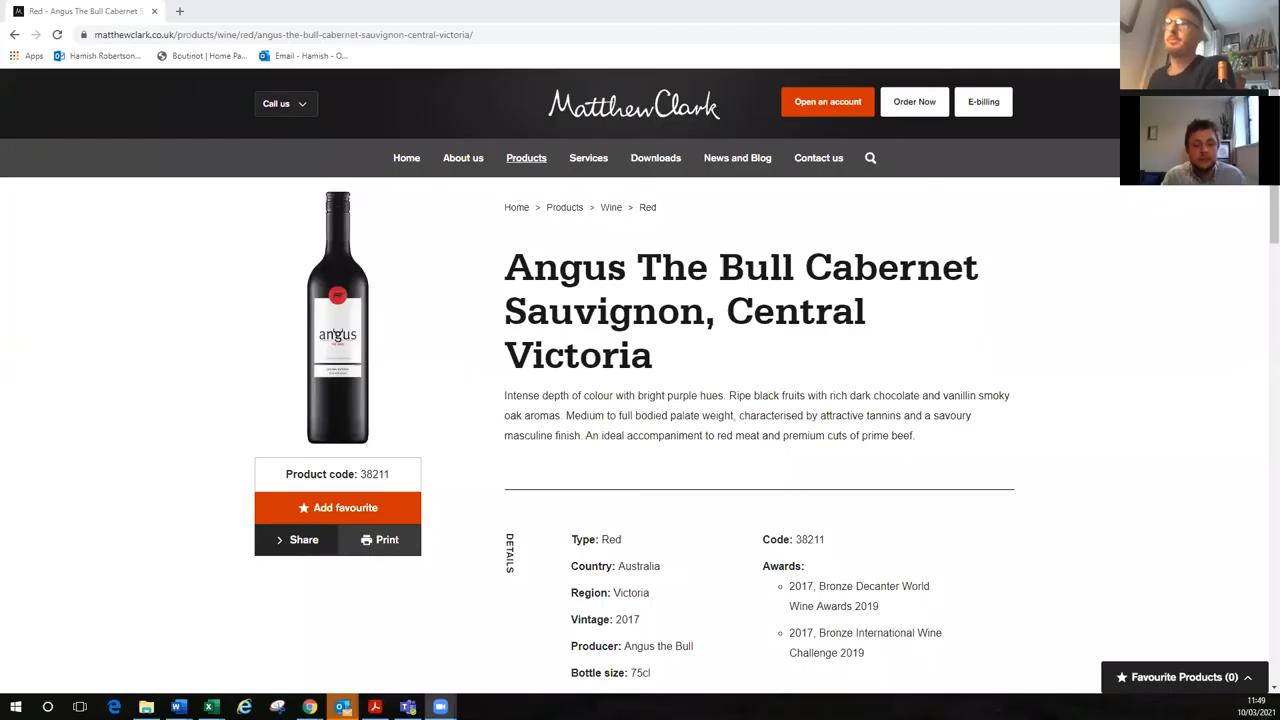 Red - Angus The Bull Cabernet S
matthewclark.co.uk/products/wine/red/angus-the-bull-cabernet-sauvignon-central-victoria/
Apps Hamish Robertson... Boutinot | Home Pa... Email - Hamish - O...
Call us
Matthew Clark
Open an account Order Now E-billing
Home About us Products Services Downloads News and Blog Contact us
Home > Products > Wine > Red
Angus The Bull Cabernet
Sauvignon, Central
Victoria
Intense depth of colour with bright purple hues. Ripe black fruits with rich dark chocolate and vanillin smoky
oak aromas. Medium to full bodied palate weight, characterised by attractive tannins and a savoury
masculine finish. An ideal accompaniment to red meat and premium cuts of prime beef.
angus
Product code: 38211
Add favourite
Share Print
DETAILS
Type: Red
Country: Australia
Region: Victoria
Vintage: 2017
Producer: Angus the Bull
Bottle size: 75cl
Code: 38211
Awards:
2017, Bronze Decanter World
Wine Awards 2019
2017, Bronze International Wine
Challenge 2019
Favourite Products (0)
11:49
10/03/2021